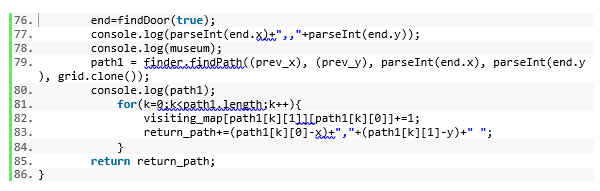 76.         end=findDoor(true);
77.         console.log(parseInt(end.x)+",,"+parseInt(end.y));
78.         console.log(museum);
79.         path1 = finder.findPath((prev_x), (prev_y), parseInt(end.x), parseInt(end.y
), grid.clone());
80.         console.log(path1);
81.             for(k=0;k<path1.length;k++){
82.                 visiting_map[path1[k][1]][path1[k][0]]+=1;
83.                 return_path+=(path1[k][0]-x)+","+(path1[k][1]-y)+" ";
84.             }
85.         return return_path;
86. }